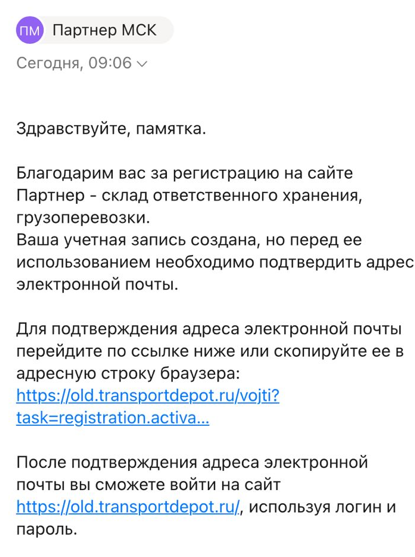 ПМ Партнер МСК
Сегодня, 09:06
Здравствуйте, памятка.
Благодарим вас за регистрацию на сайте
Партнер - склад ответственного хранения,
грузоперевозки.
Ваша учетная запись создана, но перед ее
использованием необходимо подтвердить адрес
электронной почты.
Для подтверждения адреса электронной почты
перейдите по ссылке ниже или скопируйте ее в
адресную строку браузера:
https://old.transportdepot.ru/vojti?
task=registration.activa...
После подтверждения адреса электронной
почты вы сможете войти на сайт
https://old.transportdepot.ru/, используя логин и
пароль.